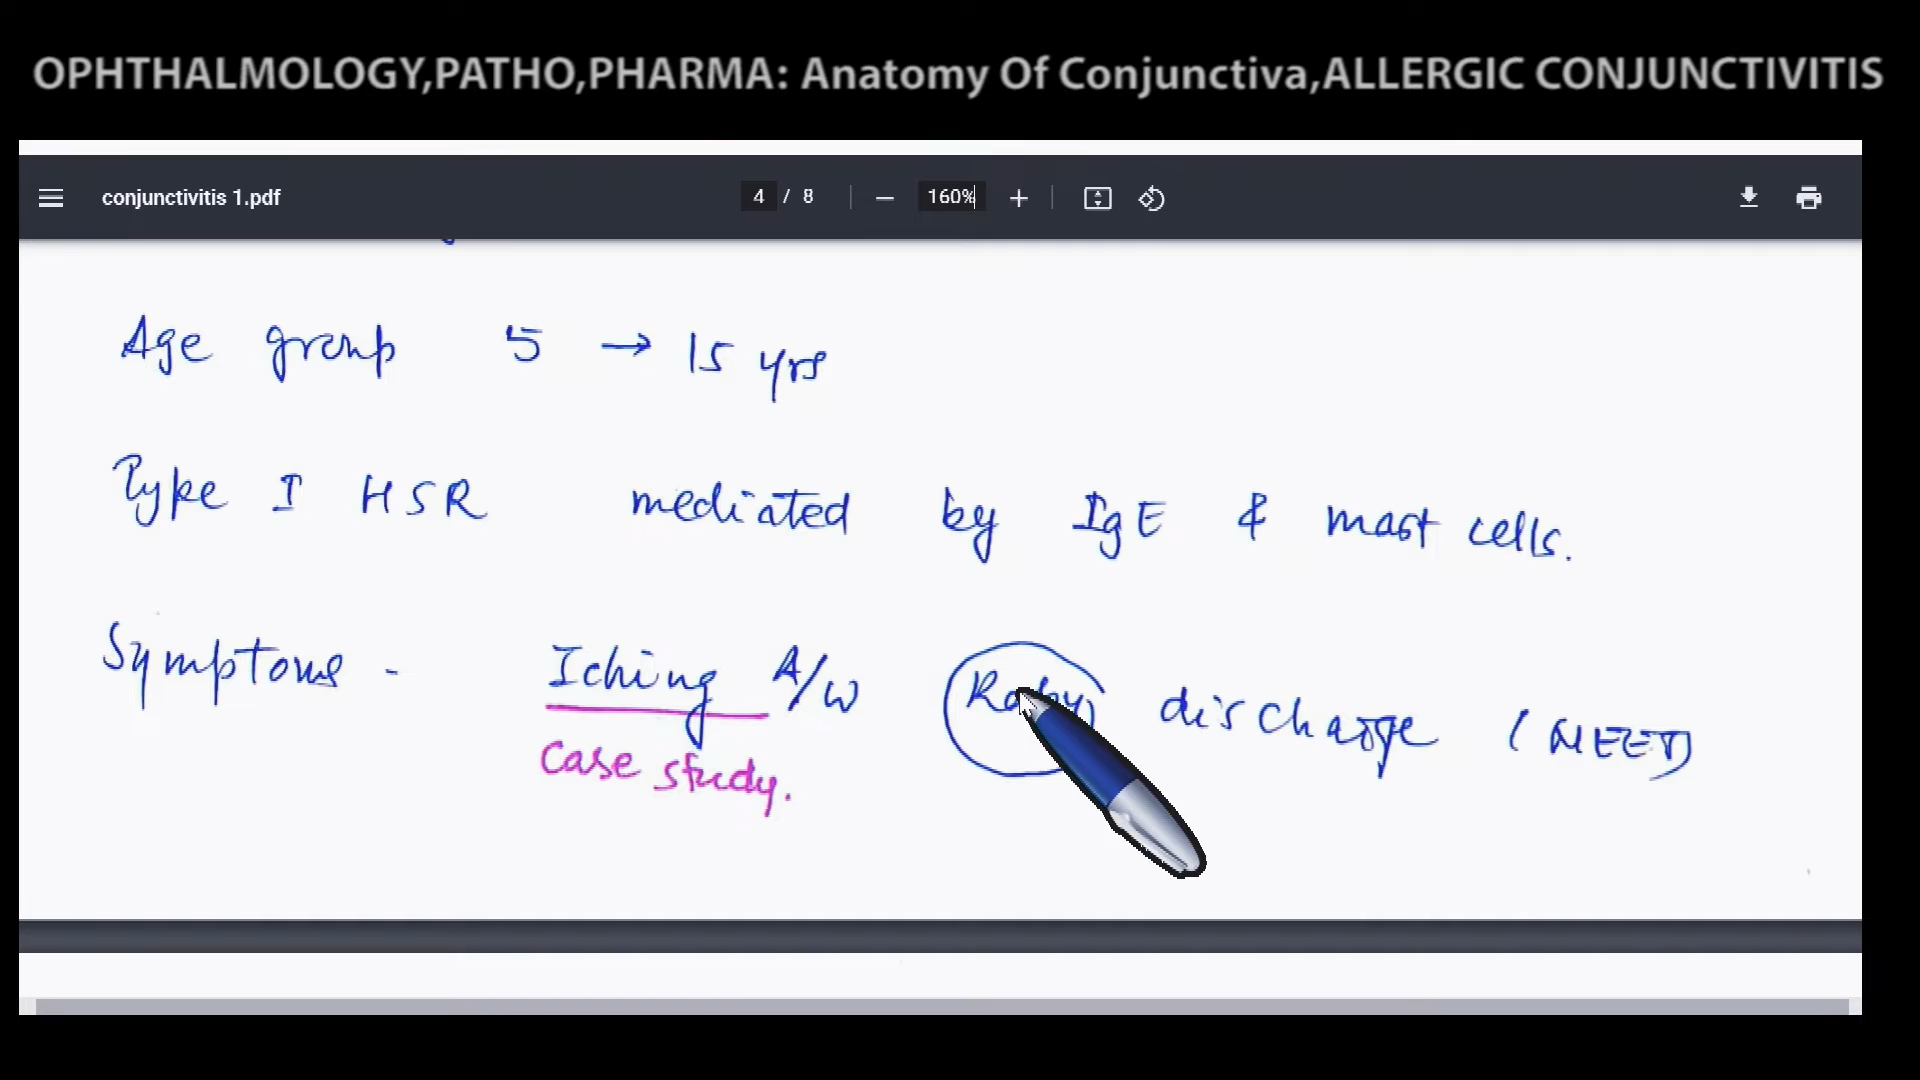 OPHTHALMOLOGY,PATHO,PHARMA: Anatomy Of Conjunctiva,ALLERGIC CONJUNCTIVITIS
conjunctivitis 1.pdf 4 / 8 160%
Age group 5 → 15 yrs
Type I HSR mediated by IgE & mast cells.
Symptoms - Iching A/W discharge (NEET)
Case study.